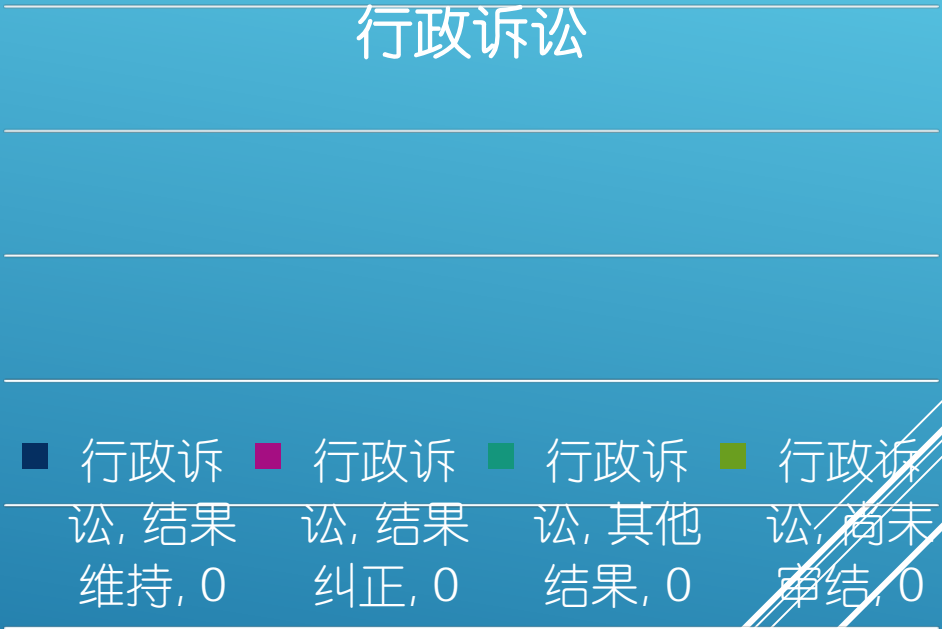 行政诉讼
行政诉
讼, 结果
维持, 0
行政诉
讼, 结果
纠正, 0
行政诉
讼, 其他
结果, 0
行政诉
讼, 尚未
审结, 0